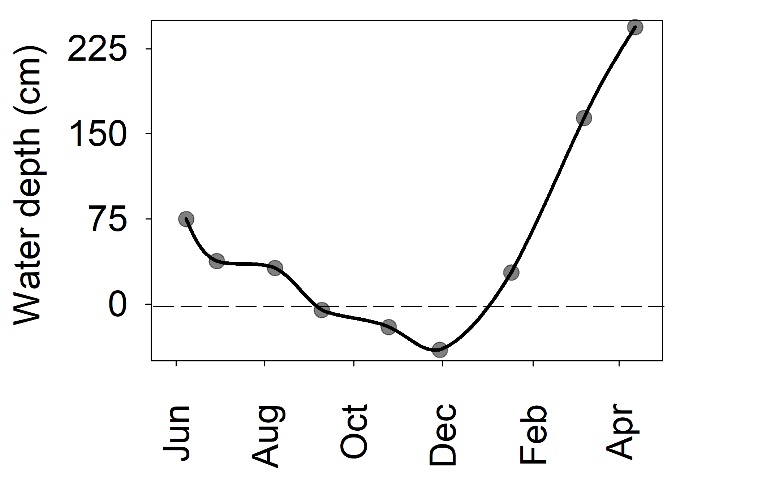 Water depth (cm)
225
150
75
0
Jun
Aug
Oct
Dec
Feb
Apr